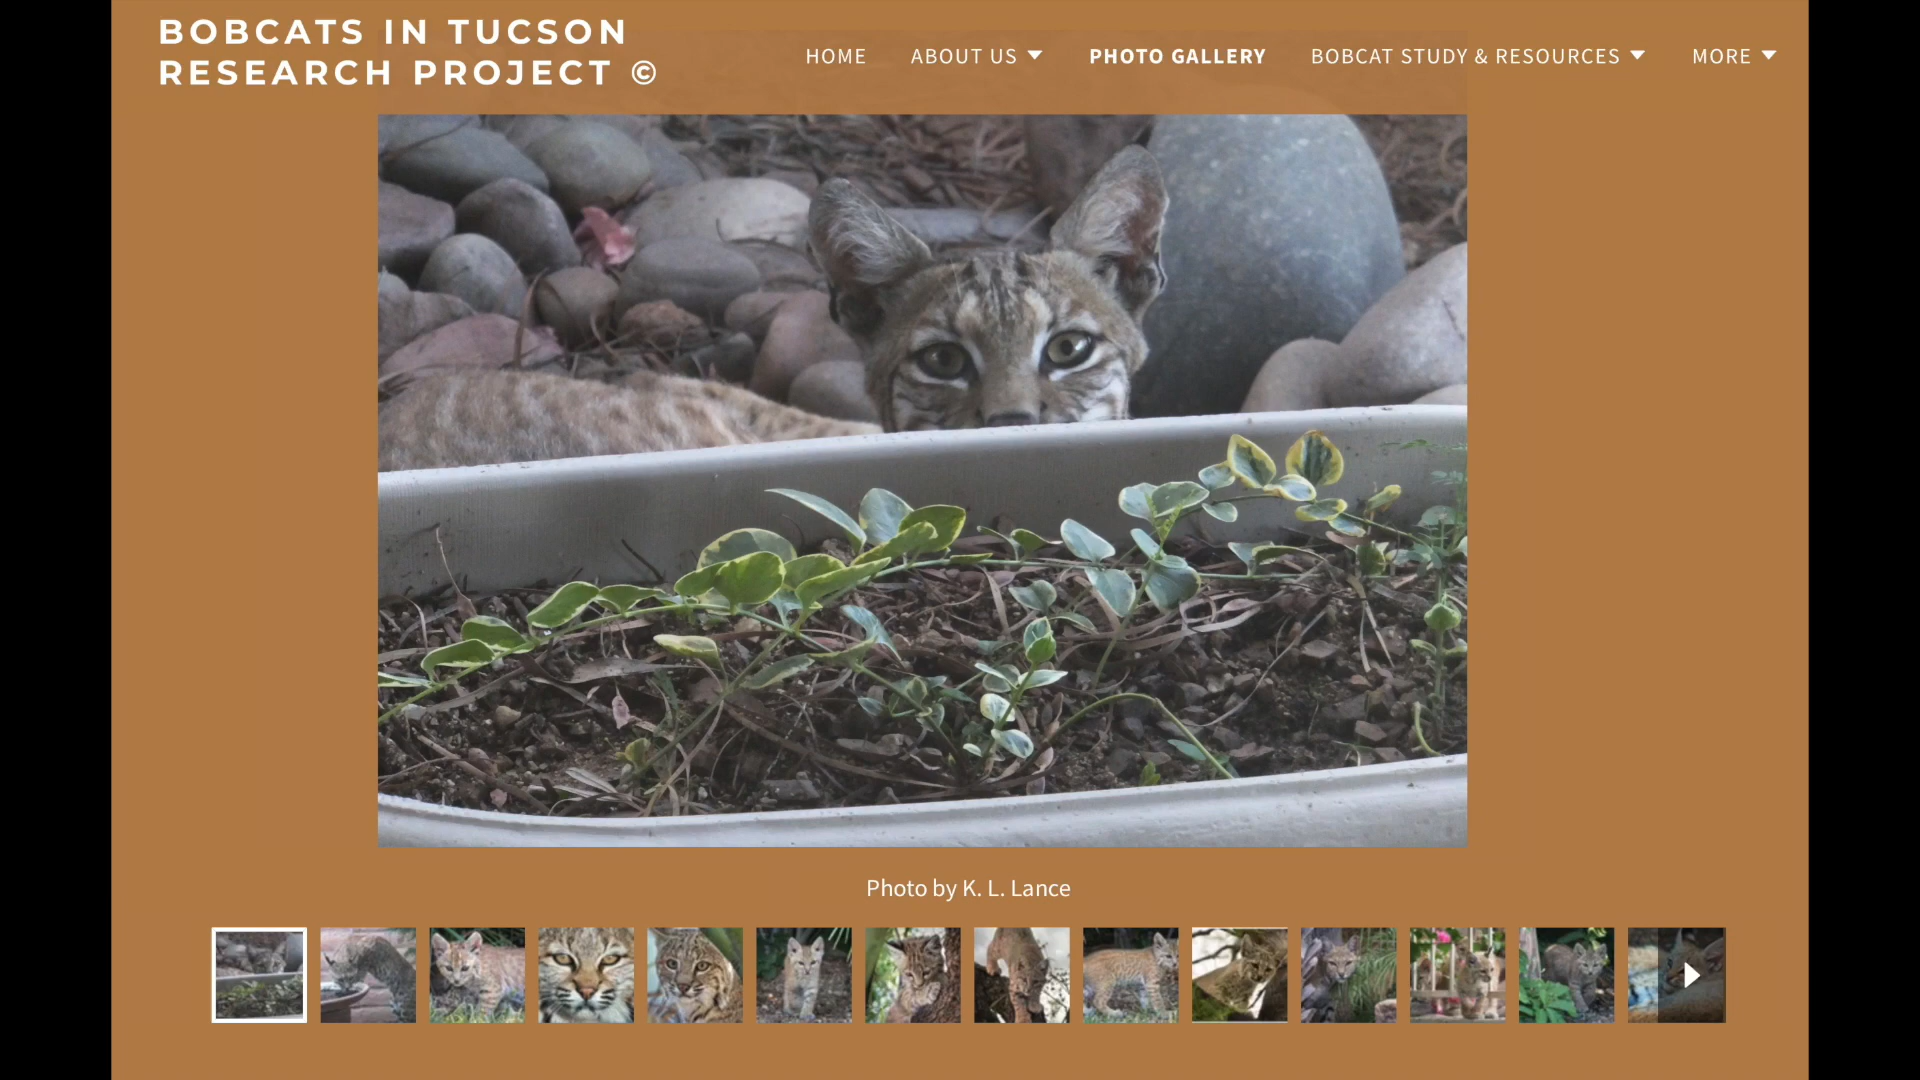 BOBCATS IN TUCSON
RESEARCH PROJECT ©
HOME ABOUT US PHOTO GALLERY BOBCAT STUDY & RESOURCES MORE
Photo by K. L. Lance